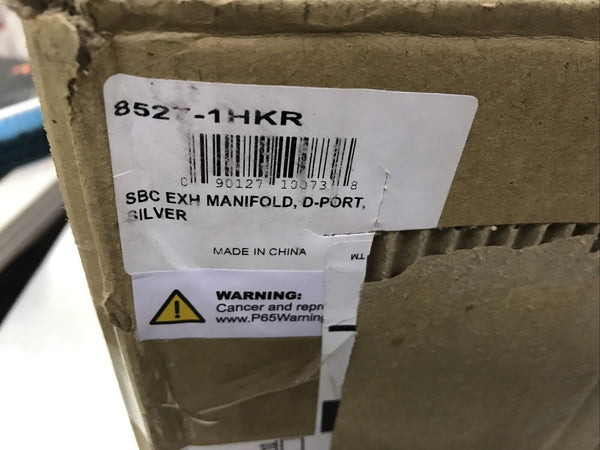 8527-1HKR
0 90127 10073 8
SBC EXH MANIFOLD, D-PORT,
SILVER
MADE IN CHINA
TM
WARNING:
Cancer and repr
www.P65Warning